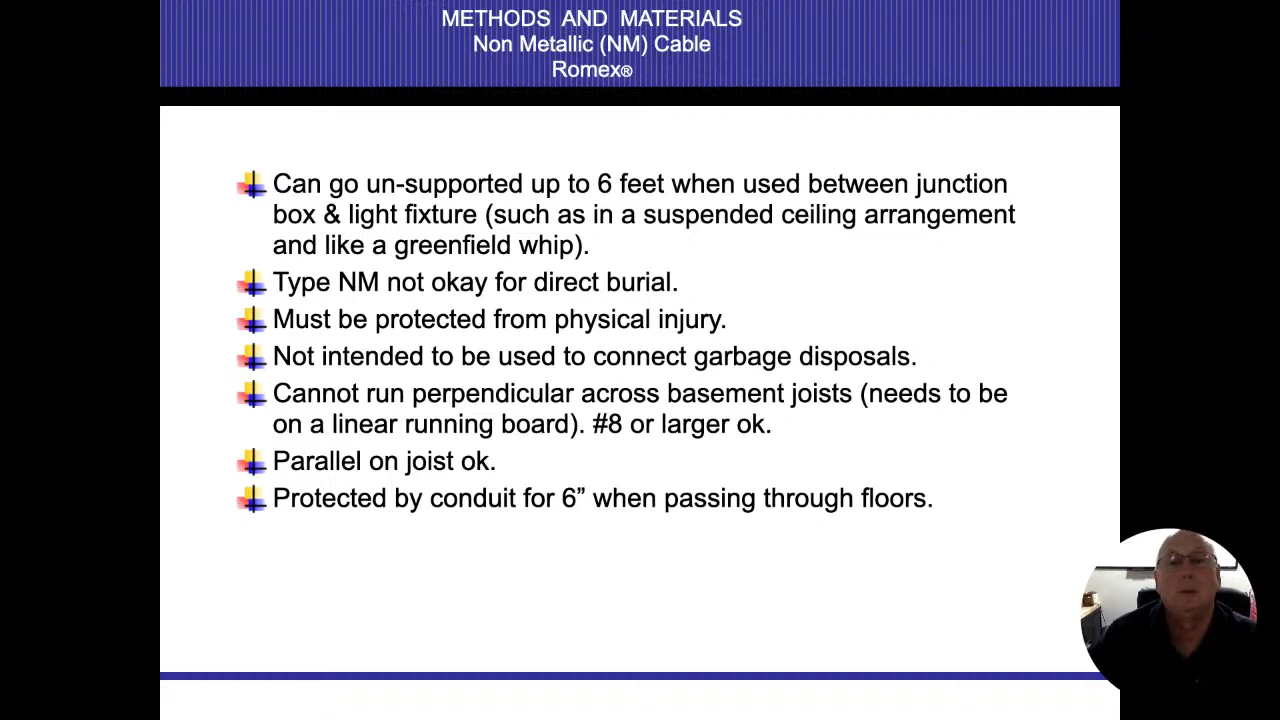 METHODS AND MATERIALS
Non Metallic (NM) Cable
Romex®
Can go un-supported up to 6 feet when used between junction
box & light fixture (such as in a suspended ceiling arrangement
and like a greenfield whip).
Type NM not okay for direct burial.
Must be protected from physical injury.
Not intended to be used to connect garbage disposals.
Cannot run perpendicular across basement joists (needs to be
on a linear running board). #8 or larger ok.
Parallel on joist ok.
Protected by conduit for 6” when passing through floors.